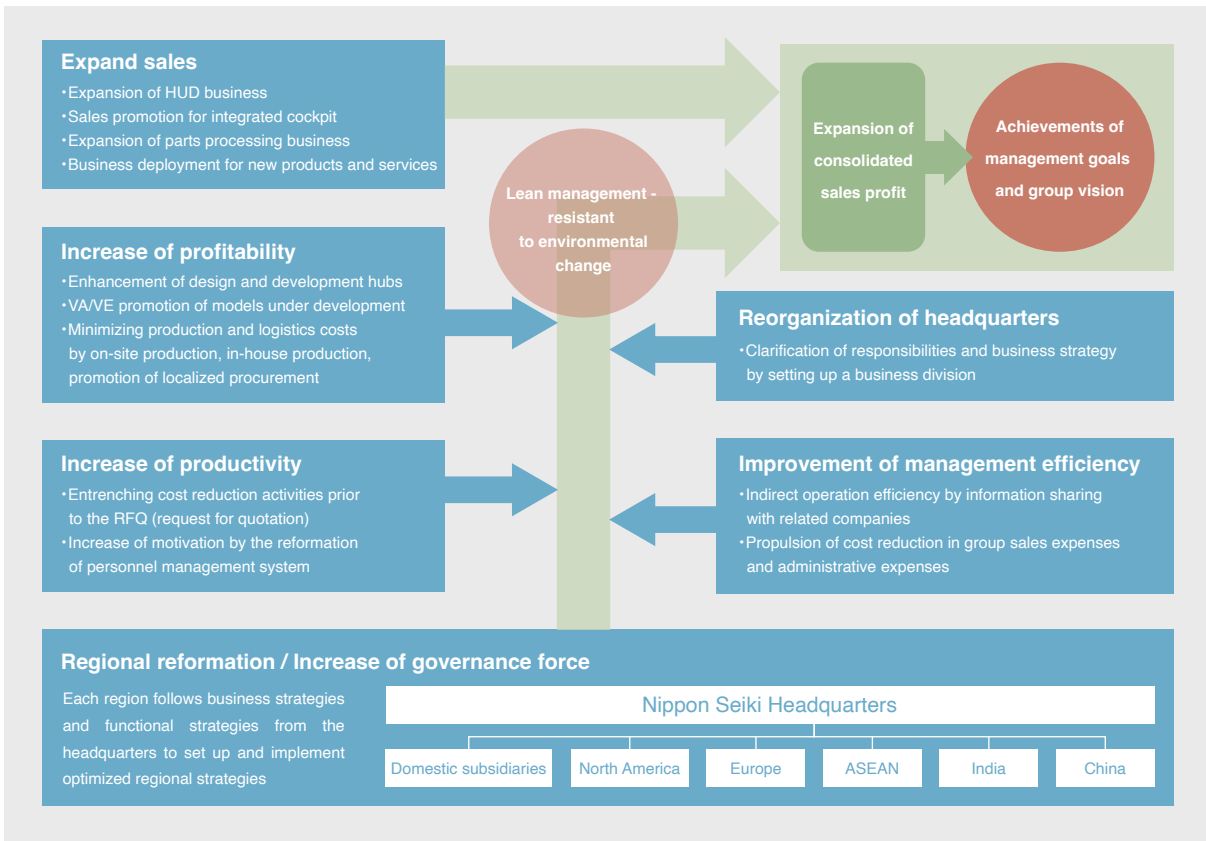 Expand sales
・Expansion of HUD business
・Sales promotion for integrated cockpit
・Expansion of parts processing business
・Business deployment for new products and services
Expansion of
consolidated
sales profit
Achievements of
management goals
and group vision
Lean management -
resistant
to environmental
change
Increase of profitability
・Enhancement of design and development hubs
・VA/VE promotion of models under development
・Minimizing production and logistics costs
by on-site production, in-house production,
promotion of localized procurement
Reorganization of headquarters
・Clarification of responsibilities and business strategy
by setting up a business division
Increase of productivity
・Entrenching cost reduction activities prior
to the RFQ (request for quotation)
・Increase of motivation by the reformation
of personnel management system
Improvement of management efficiency
・Indirect operation efficiency by information sharing
with related companies
・Propulsion of cost reduction in group sales expenses
and administrative expenses
Regional reformation / Increase of governance force
Each region follows business strategies
and functional strategies from the
headquarters to set up and implement
optimized regional strategies
Nippon Seiki Headquarters
Domestic subsidiaries
North America
Europe
ASEAN
India
China